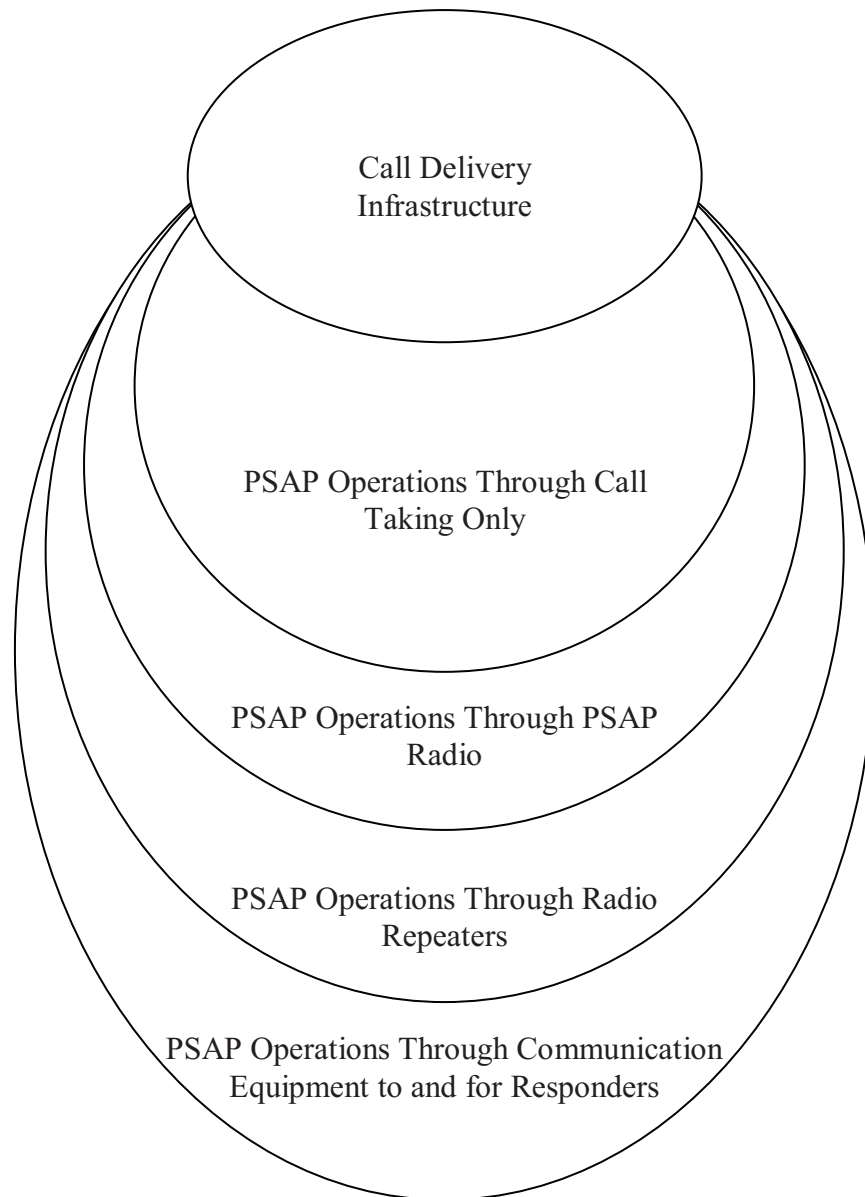 Call Delivery
Infrastructure
PSAP Operations Through Call
Taking Only
PSAP Operations Through PSAP
Radio
PSAP Operations Through Radio
Repeaters
PSAP Operations Through Communication
Equipment to and for Responders